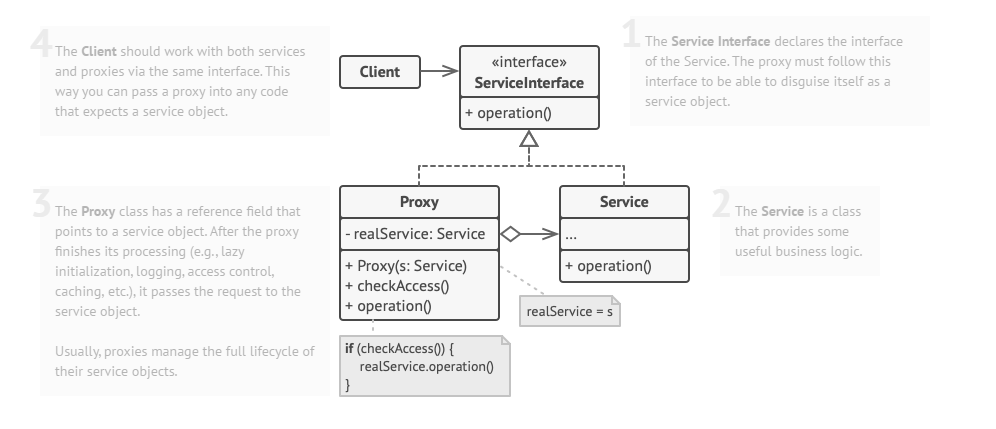 4
The Client should work with both services
and proxies via the same interface. This
way you can pass a proxy into any code
that expects a service object.
Client
«interface»
ServiceInterface
+ operation()
1
The Service Interface declares the interface
of the Service. The proxy must follow this
interface to be able to disguise itself as a
service object.
3
The Proxy class has a reference field that
points to a service object. After the proxy
finishes its processing (e.g., lazy
initialization, logging, access control,
caching, etc.), it passes the request to the
service object.
Usually, proxies manage the full lifecycle of
their service objects.
Proxy
- realService: Service
+ Proxy(s: Service)
+ checkAccess()
+ operation()
Service
...
+ operation()
2
The Service is a class
that provides some
useful business logic.
realService = s
if (checkAccess()) {
realService.operation()
}